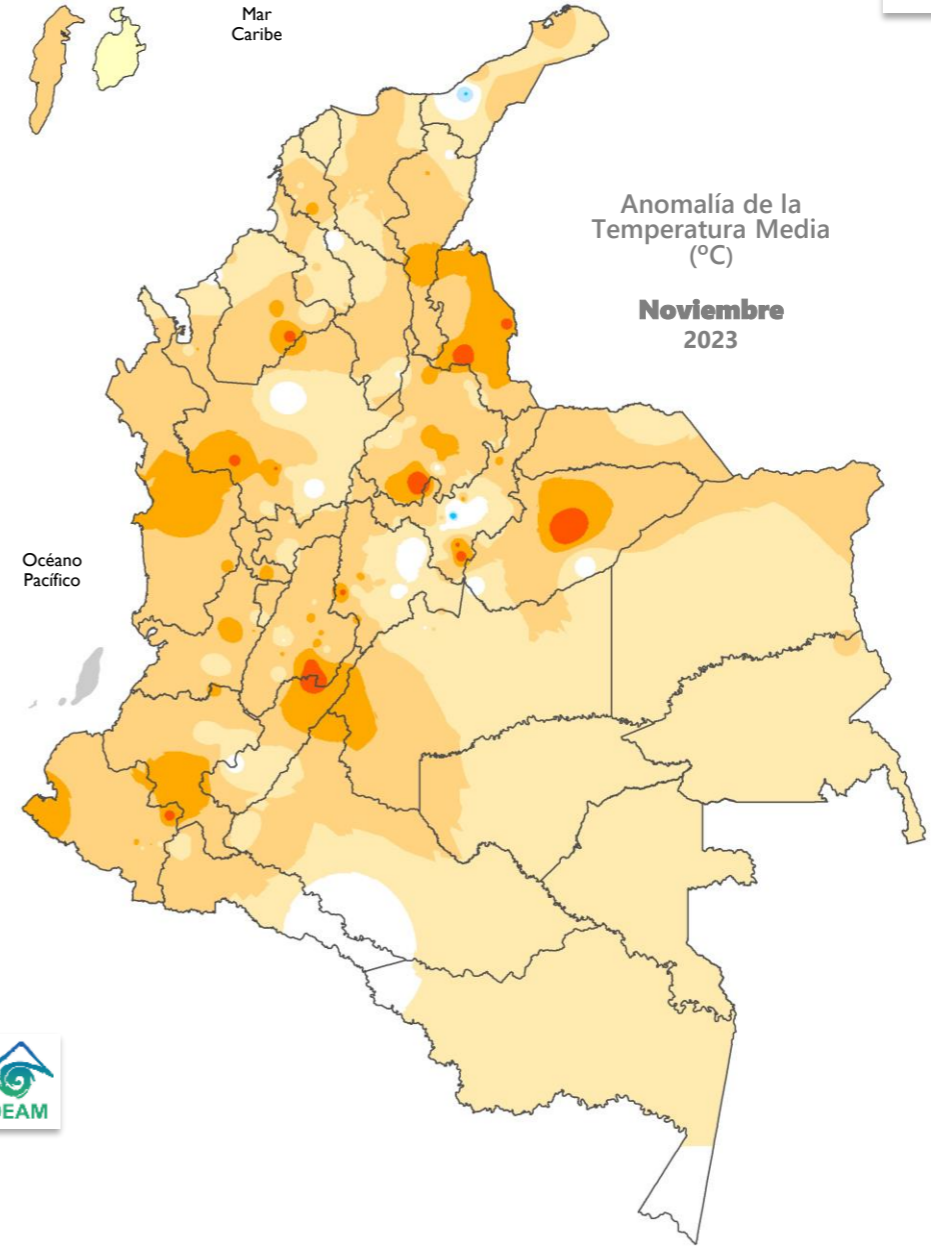 Mar
Caribe
Anomalía de la
Temperatura Media
(ºC)
Noviembre
2023
Océano
Pacífico
DEAM